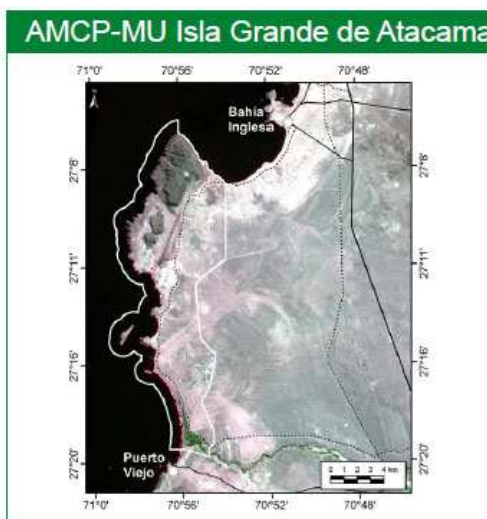 AMCP-MU Isla Grande de Atacama
71°0' 70°56' 70°52' 70°48'
Bahía
Inglesa
27°8' 27°8'
27°11' 27°11'
27°16' 27°16'
Puerto
Viejo
27°20' 27°20'
0 1 2 3 4 km
71°0' 70°56' 70°52' 70°48'